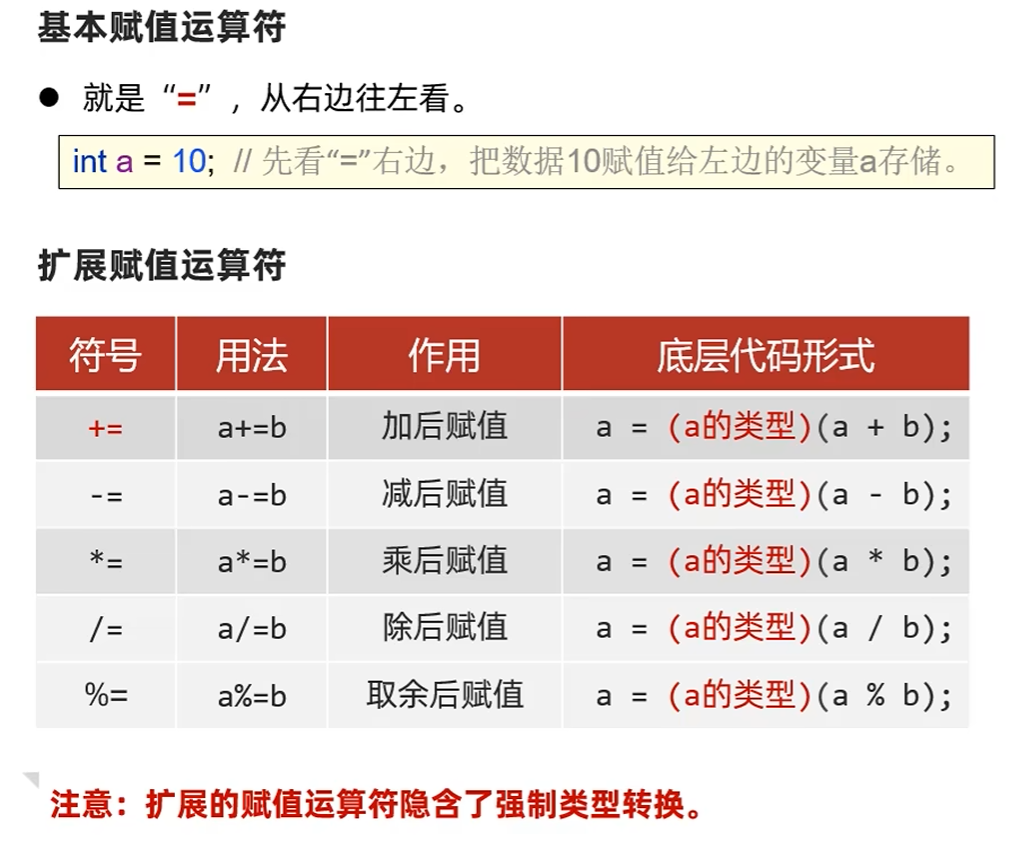 基本赋值运算符
● 就是“=”，从右边往左看。
int a = 10; // 先看“=”右边，把数据10赋值给左边的变量a存储。
扩展赋值运算符
符号 用法 作用 底层代码形式
+= a+=b 加后赋值 a = (a的类型)(a + b);
-= a-=b 减后赋值 a = (a的类型)(a - b);
*= a*=b 乘后赋值 a = (a的类型)(a * b);
/= a/=b 除后赋值 a = (a的类型)(a / b);
%= a%=b 取余后赋值 a = (a的类型)(a % b);
注意：扩展的赋值运算符隐含了强制类型转换。